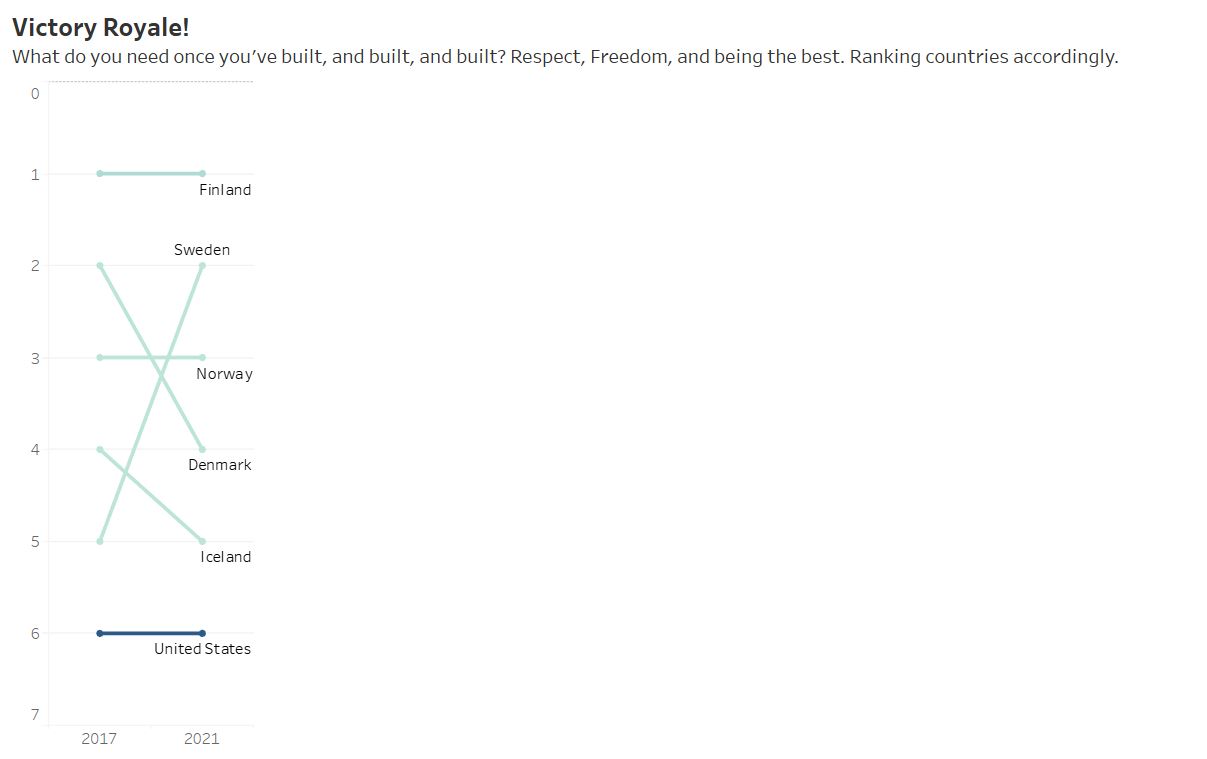 Victory Royale!
What do you need once you’ve built, and built, and built? Respect, Freedom, and being the best. Ranking countries accordingly.
0
1
Finland
Sweden
2
3
Norway
4
Denmark
5
Iceland
6
United States
7
2017 2021